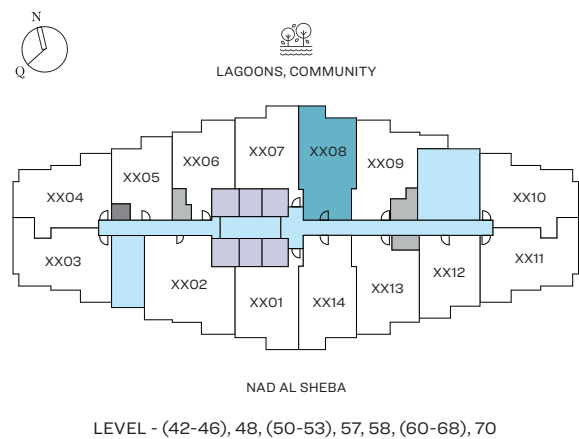 N
Q
LAGOONS, COMMUNITY
XX07
XX08
XX06
XX09
XX05
XX04
XX10
XX03
XX11
XX02
XX12
XX13
XX01
XX14
NAD AL SHEBA
LEVEL - (42-46), 48, (50-53), 57, 58, (60-68), 70